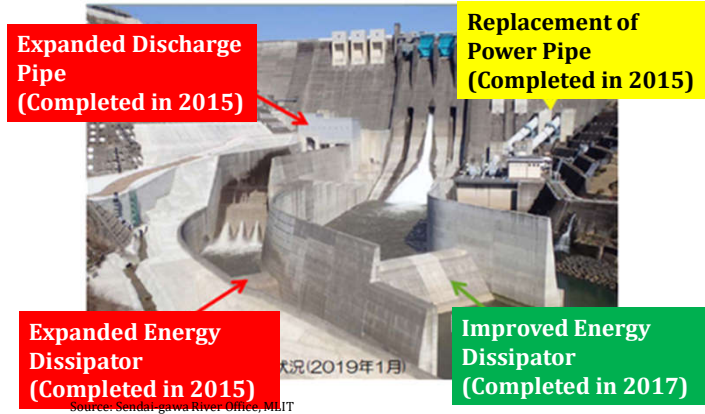 Expanded Discharge
Pipe
(Completed in 2015)
Replacement of
Power Pipe
(Completed in 2015)
Expanded Energy
Dissipator
(Completed in 2015)
Improved Energy
Dissipator
(Completed in 2017)
状況(2019年1月)
Source: Sendai-gawa River Office, MLIT